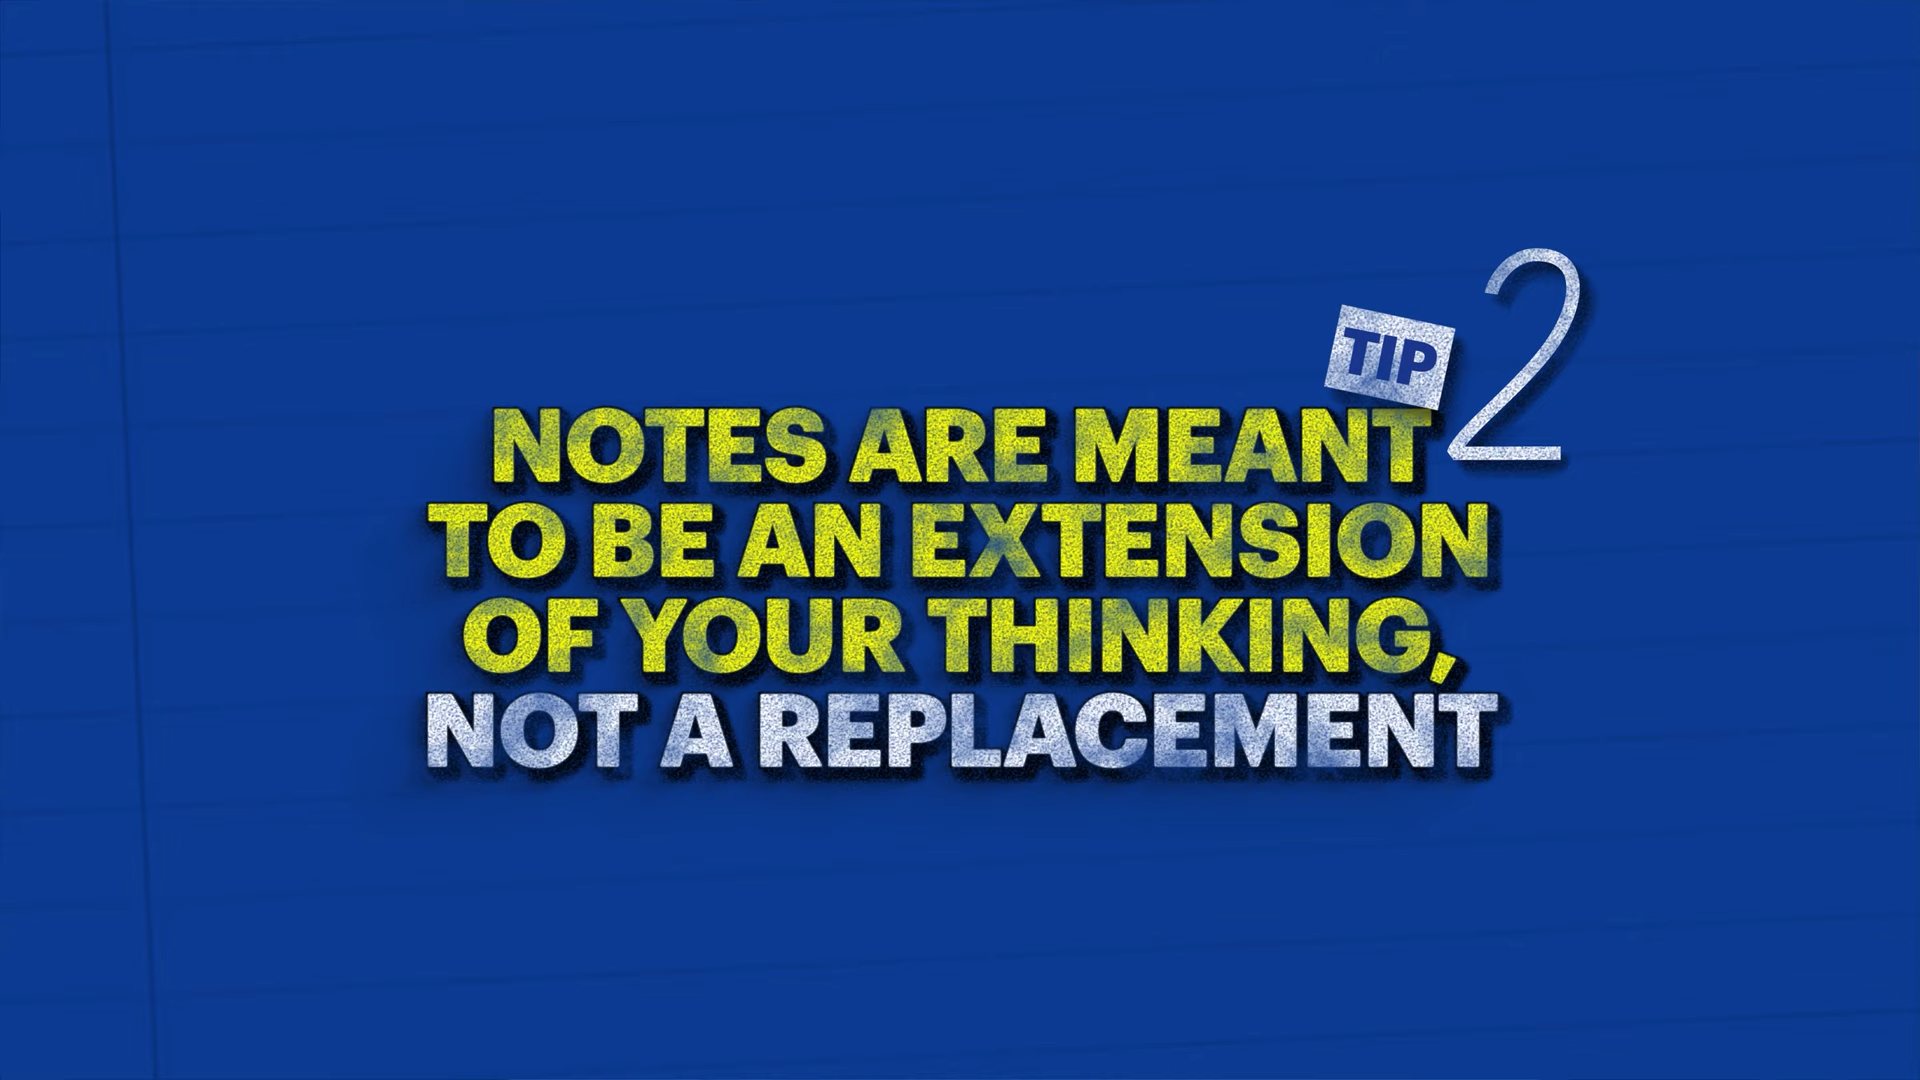 TIP 2
NOTES ARE MEANT
TO BE AN EXTENSION
OF YOUR THINKING,
NOT A REPLACEMENT